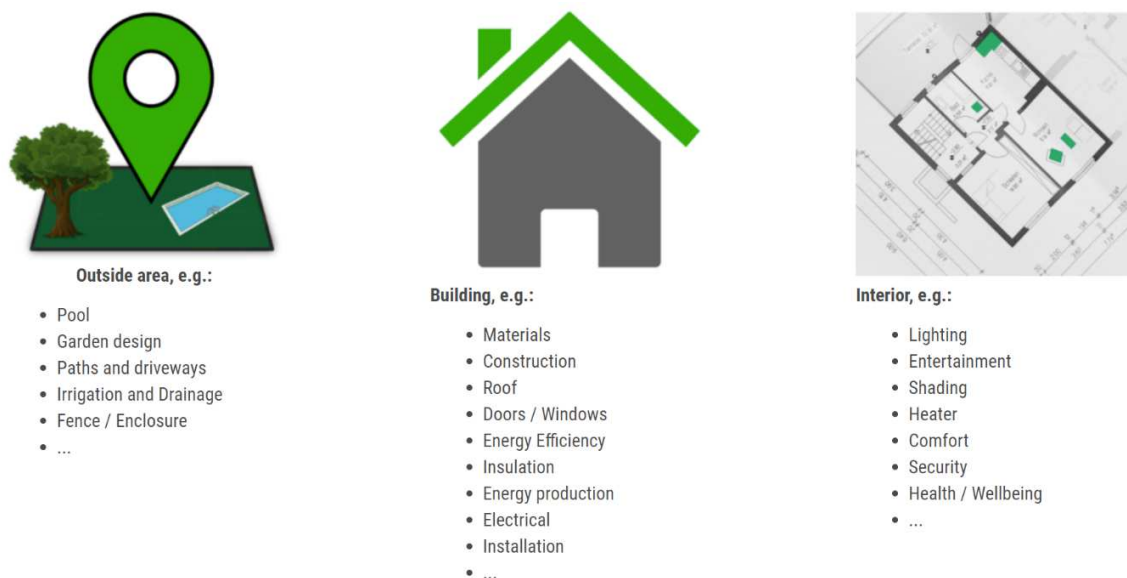 Outside area, e.g.:
• Pool
• Garden design
• Paths and driveways
• Irrigation and Drainage
• Fence / Enclosure
• ...
Building, e.g.:
• Materials
• Construction
• Roof
• Doors / Windows
• Energy Efficiency
• Insulation
• Energy production
• Electrical
• Installation
• ...
Interior, e.g.:
• Lighting
• Entertainment
• Shading
• Heater
• Comfort
• Security
• Health / Wellbeing
• ...